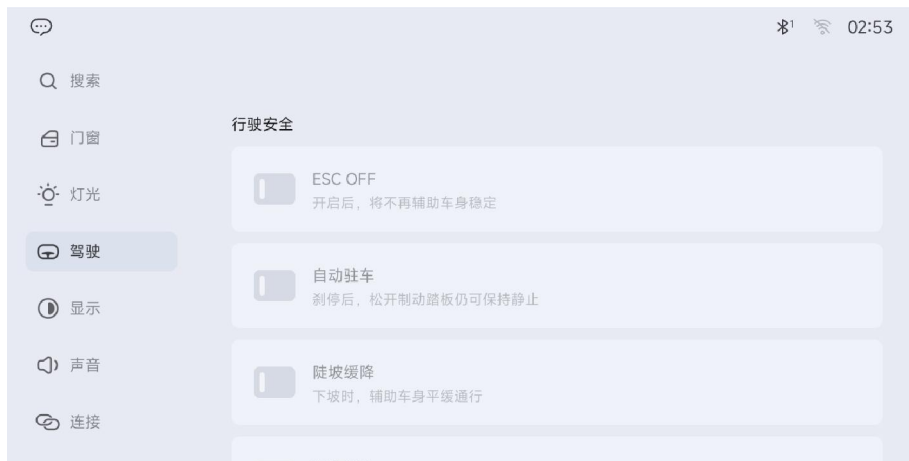 1 02:53
搜索
门窗
灯光
驾驶
显示
声音
连接
行驶安全
ESC OFF
开启后，将不再辅助车身稳定
自动驻车
刹停后，松开制动踏板仍可保持静止
陡坡缓降
下坡时，辅助车身平缓通行